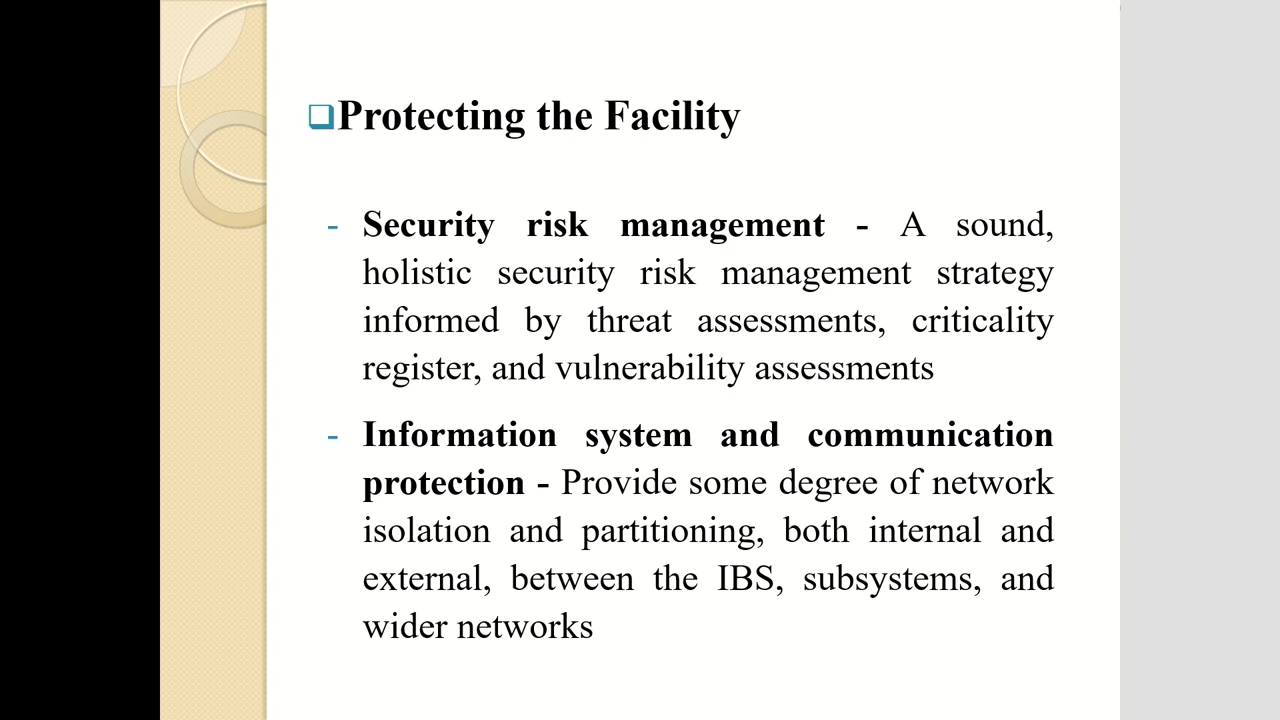 Protecting the Facility
- Security risk management - A sound,
holistic security risk management strategy
informed by threat assessments, criticality
register, and vulnerability assessments
- Information system and communication
protection - Provide some degree of network
isolation and partitioning, both internal and
external, between the IBS, subsystems, and
wider networks